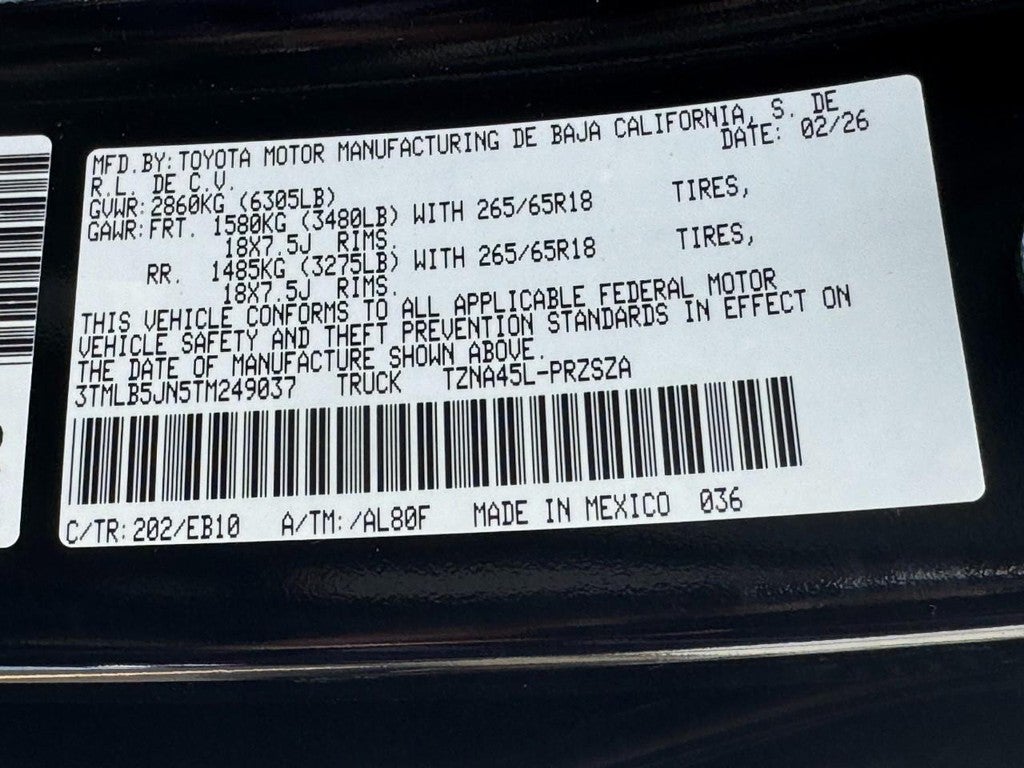 MFD.BY: TOYOTA MOTOR MANUFACTURING DE BAJA CALIFORNIA, S. DE
R.L. DE C.V. DATE: 02/26
GVWR: 2860KG (6305LB)
GAWR: FRT. 1580KG (3480LB) WITH 265/65R18 TIRES,
18X7.5J RIMS.
RR. 1485KG (3275LB) WITH 265/65R18 TIRES,
18X7.5J RIMS.
THIS VEHICLE CONFORMS TO ALL APPLICABLE FEDERAL MOTOR
VEHICLE SAFETY AND THEFT PREVENTION STANDARDS IN EFFECT ON
THE DATE OF MANUFACTURE SHOWN ABOVE.
3TMLB5JN5TM249037 TRUCK TZNA45L-PRZSZA
C/TR: 202/EB10 A/TM: /AL80F MADE IN MEXICO 036